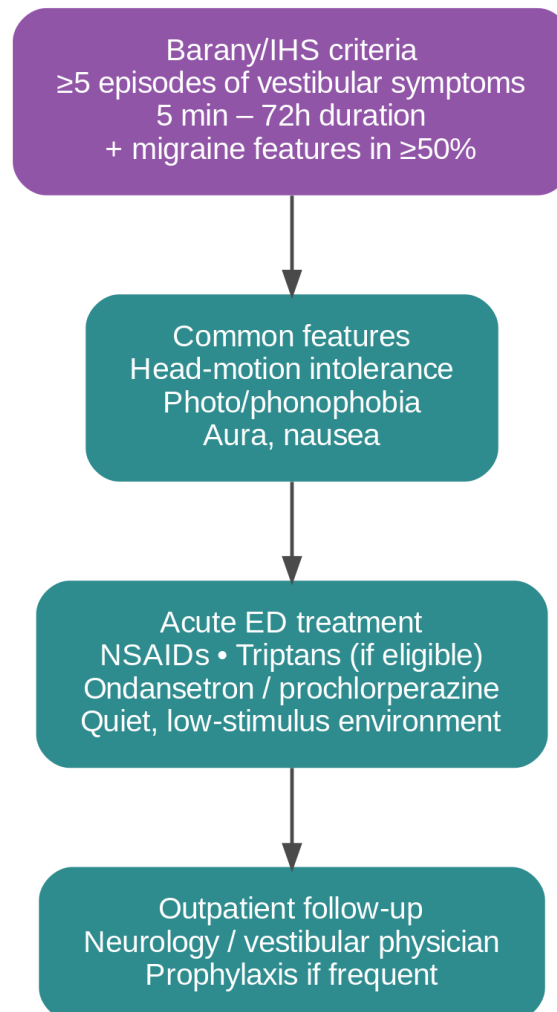 Barany/IHS criteria
≥5 episodes of vestibular symptoms
5 min – 72h duration
+ migraine features in ≥50%
Common features
Head-motion intolerance
Photo/phonophobia
Aura, nausea
Acute ED treatment
NSAIDs • Triptans (if eligible)
Ondansetron / prochlorperazine
Quiet, low-stimulus environment
Outpatient follow-up
Neurology / vestibular physician
Prophylaxis if frequent